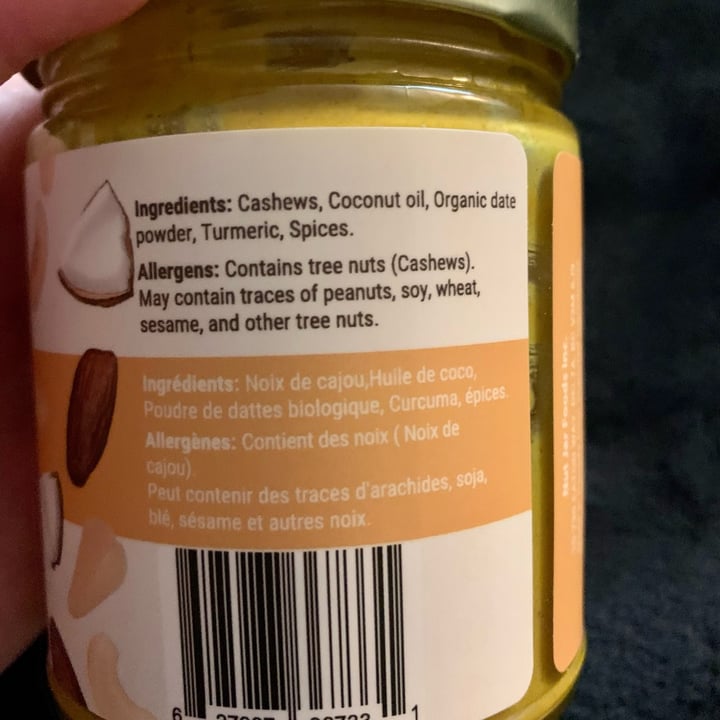 Ingredients: Cashews, Coconut oil, Organic date
powder, Turmeric, Spices.
Allergens: Contains tree nuts (Cashews).
May contain traces of peanuts, soy, wheat,
sesame, and other tree nuts.
Ingrédients: Noix de cajou,Huile de coco,
Poudre de dattes biologique, Curcuma, épices.
Allergènes: Contient des noix ( Noix de
cajou).
Peut contenir des traces d'arachides, soja,
blé, sésame et autres noix.
6 1
Nut Jar Foods Inc.